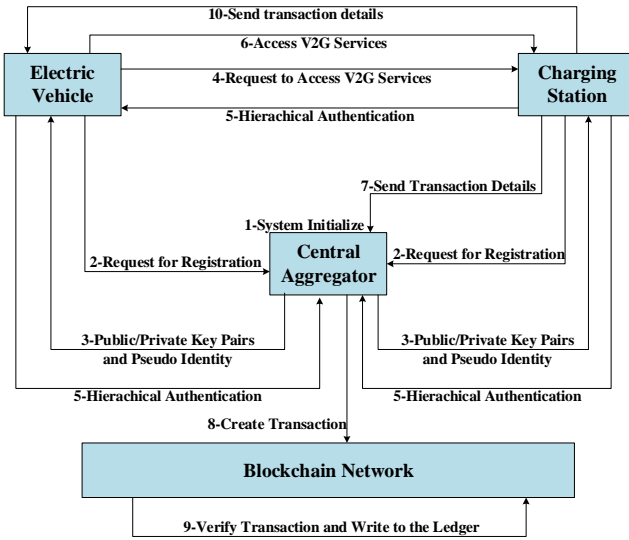 10-Send transaction details
6-Access V2G Services
Electric
Vehicle
4-Request to Access V2G Services
Charging
Station
5-Hierachical Authentication
7-Send Transaction Details
1-System Initialize
Central
Aggregator
2-Request for Registration
2-Request for Registration
3-Public/Private Key Pairs
and Pseudo Identity
3-Public/Private Key Pairs
and Pseudo Identity
5-Hierachical Authentication
5-Hierachical Authentication
8-Create Transaction
Blockchain Network
9-Verify Transaction and Write to the Ledger